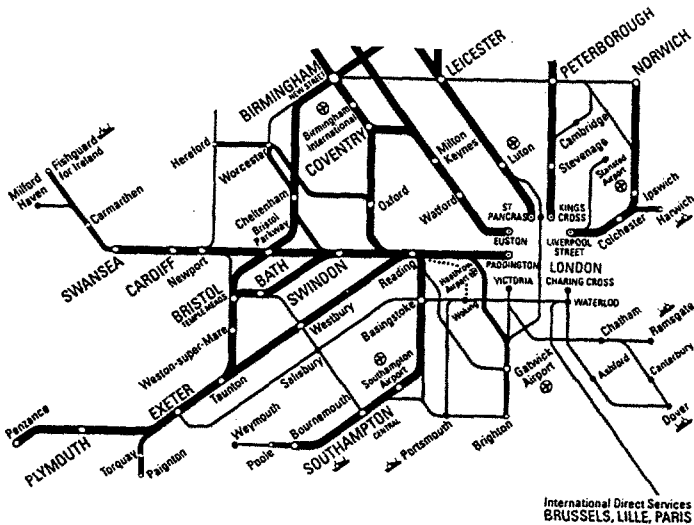 BIRMINGHAM
NEW STREET
LEICESTER
PETERBOROUGH
NORWICH
Birmingham
International
COVENTRY
Milton
Keynes
Luton
Cambridge
Stevenage
Stansted
Airport
Fishguard
for Ireland
Milford
Haven
Carmarthen
Hereford
Worcester
Cheltenham
Bristol
Parkway
Oxford
Watford
ST
PANCRAS
KINGS
CROSS
Ipswich
Harwich
Colchester
EUSTON
LIVERPOOL
STREET
SWANSEA
CARDIFF
Newport
BATH
SWINDON
Reading
Heathrow
Airport
PADDINGTON
LONDON
VICTORIA
CHARING CROSS
BRISTOL
TEMPLE MEADS
Westbury
Basingstoke
Woking
WATERLOO
Weston-super-Mare
Salisbury
Southampton
Airport
Gatwick
Airport
Chatham
Ramsgate
Ashford
Canterbury
Dover
Taunton
EXETER
Penzance
PLYMOUTH
Torquay
Paignton
Weymouth
Poole
Bournemouth
SOUTHAMPTON
CENTRAL
Portsmouth
Brighton
International Direct Services
BRUSSELS, LILLE, PARIS